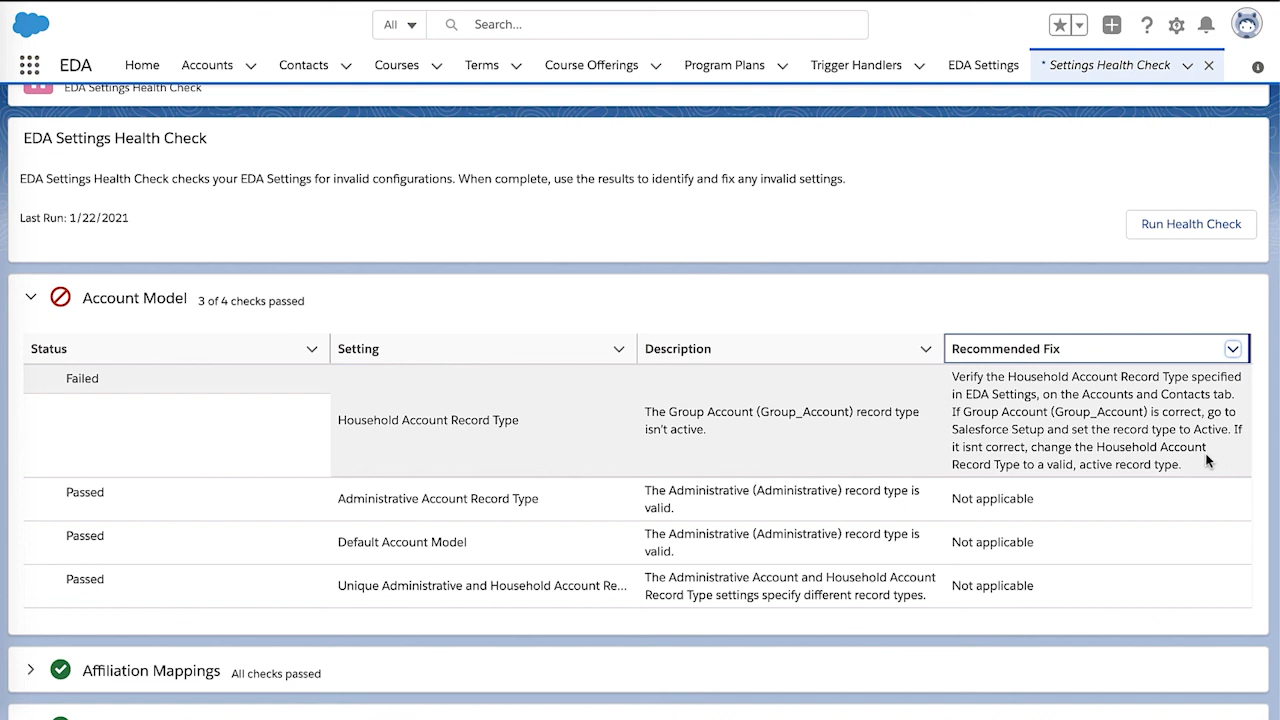 All
Search...
EDA
Home
Accounts
Contacts
Courses
Terms
Course Offerings
Program Plans
Trigger Handlers
EDA Settings
* Settings Health Check
EDA Settings Health Check
EDA Settings Health Check
EDA Settings Health Check checks your EDA Settings for invalid configurations. When complete, use the results to identify and fix any invalid settings.
Last Run: 1/22/2021
Run Health Check
Account Model 3 of 4 checks passed
Status
Setting
Description
Recommended Fix
Failed
Household Account Record Type
The Group Account (Group_Account) record type
isn't active.
Verify the Household Account Record Type specified
in EDA Settings, on the Accounts and Contacts tab.
If Group Account (Group_Account) is correct, go to
Salesforce Setup and set the record type to Active. If
it isnt correct, change the Household Account
Record Type to a valid, active record type.
Passed
Administrative Account Record Type
The Administrative (Administrative) record type is
valid.
Not applicable
Passed
Default Account Model
The Administrative (Administrative) record type is
valid.
Not applicable
Passed
Unique Administrative and Household Account Re...
The Administrative Account and Household Account
Record Type settings specify different record types.
Not applicable
Affiliation Mappings All checks passed